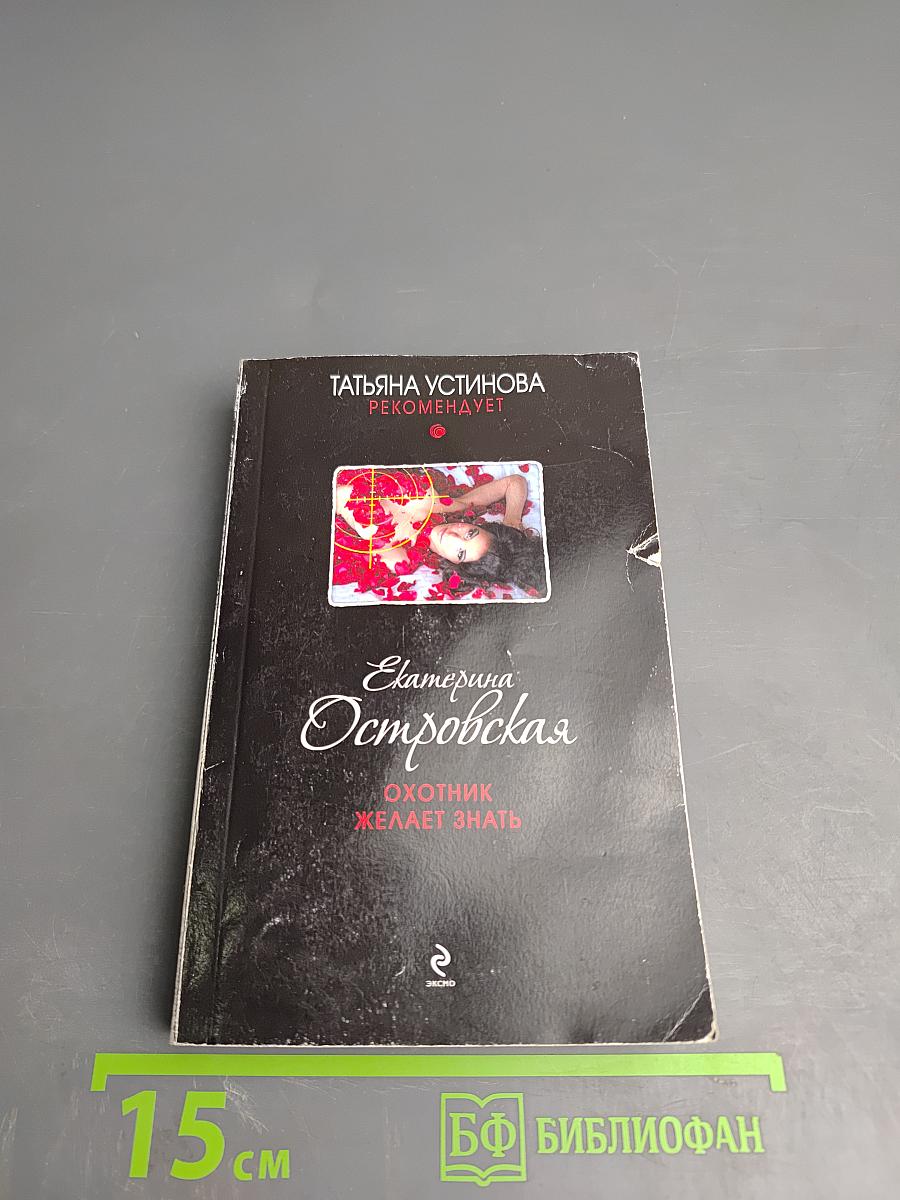 ТАТЬЯНА УСТИНОВА
РЕКОМЕНДУЕТ
Екатерина
Островская
ОХОТНИК
ЖЕЛАЕТ ЗНАТЬ
ЭКСМО
15 см
БФ БИБЛИОФАН